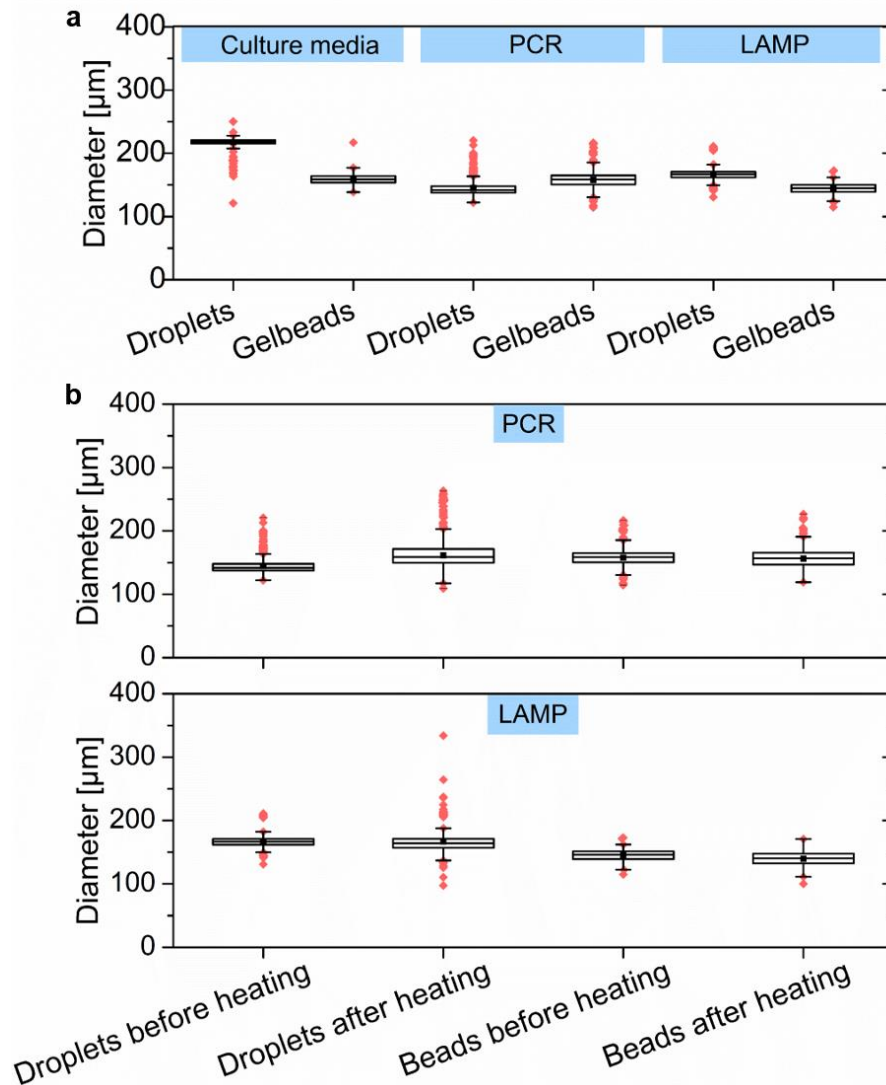 a
Culture media PCR LAMP
Diameter [µm]
400
300
200
100
0
Droplets Gelbeads Droplets Gelbeads Droplets Gelbeads
b
PCR
Diameter [µm]
400
300
200
100
0
LAMP
Diameter [µm]
400
300
200
100
0
Droplets before heating Droplets after heating Beads before heating Beads after heating